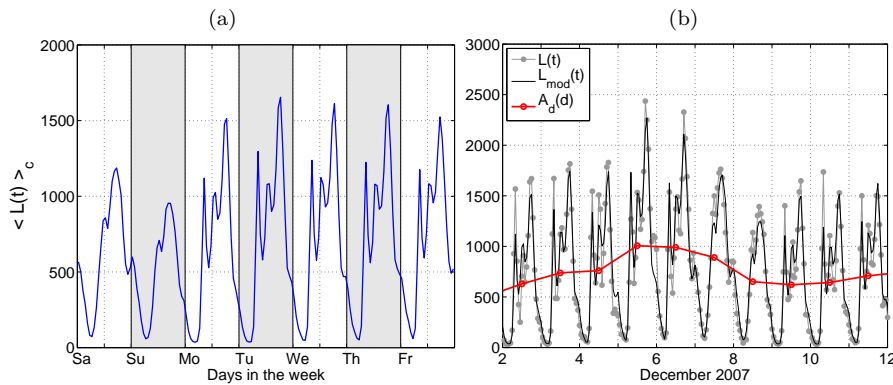 (a)
(b)
2000
1500
1000
500
0
< L(t) >c
Sa
Su
Mo
Tu
We
Th
Fr
Days in the week
3000
2500
2000
1500
1000
500
0
L(t)
Lmod(t)
Ad(d)
2
4
6
8
10
12
December 2007